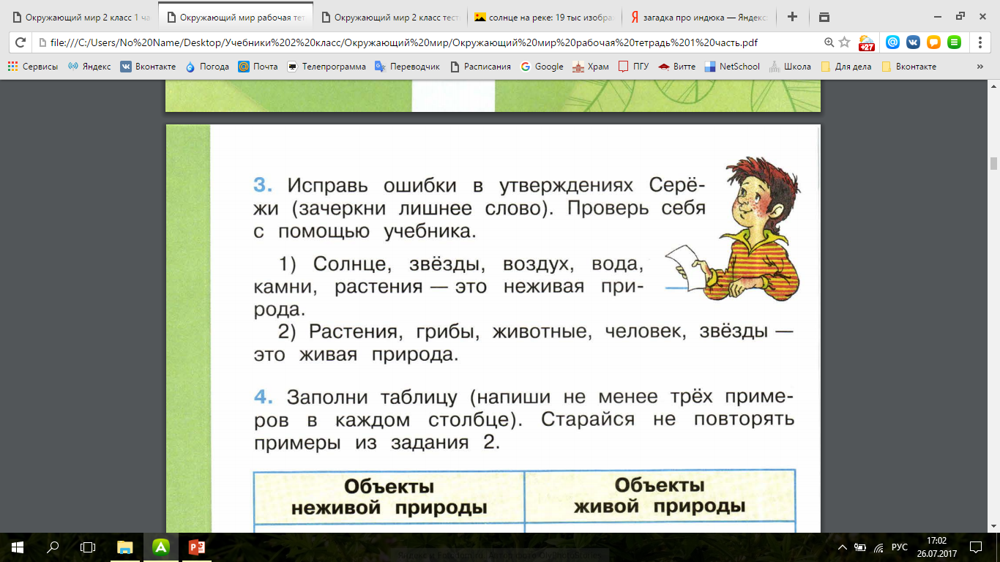 Окружающий мир 2 класс 1 ча
Окружающий мир рабочая тет
Окружающий мир 2 класс тест
солнце на реке: 19 тыс изобра
загадка про индюка — Яндекс
file:///C:/Users/No%20Name/Desktop/Учебники%202%20класс/Окружающий%20мир/Окружающий%20мир%20рабочая%20тетрадь%201%20часть.pdf
+27
Сервисы Яндекс Вконтакте Погода Почта Телепрограмма Переводчик Расписания Google Храм ПГУ Витте NetSchool Школа Для дела Вконтакте »
3. Исправь ошибки в утверждениях Серё-
жи (зачеркни лишнее слово). Проверь себя
с помощью учебника.
1) Солнце, звёзды, воздух, вода,
камни, растения — это неживая при-
рода.
2) Растения, грибы, животные, человек, звёзды —
это живая природа.
4. Заполни таблицу (напиши не менее трёх приме-
ров в каждом столбце). Старайся не повторять
примеры из задания 2.
Объекты
неживой природы
Объекты
живой природы
РУС
17:02
26.07.2017